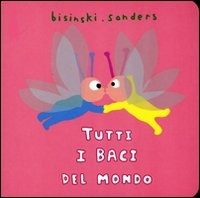 bisinski.sanders
TUTTI
I BACI
DEL MONDO